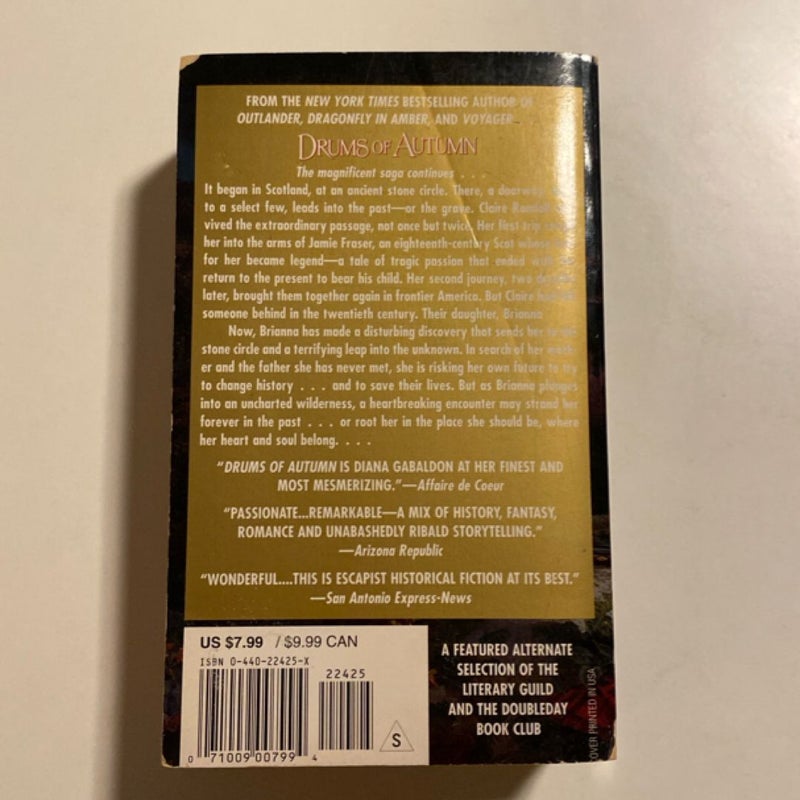 FROM THE NEW YORK TIMES BESTSELLING AUTHOR OF
OUTLANDER, DRAGONFLY IN AMBER, AND VOYAGER...
DRUMS OF AUTUMN
The magnificent saga continues . . .
It began in Scotland, at an ancient stone circle. There, a doorway,
to a select few, leads into the past—or the grave. Claire Randall
vived the extraordinary passage, not once but twice. Her first trip
her into the arms of Jamie Fraser, an eighteenth-century Scot whose
for her became legend—a tale of tragic passion that ended with
return to the present to bear his child. Her second journey, two
later, brought them together again in frontier America. But Claire
someone behind in the twentieth century. Their daughter, Brianna
Now, Brianna has made a disturbing discovery that sends her to the
stone circle and a terrifying leap into the unknown. In search of her moth-
er and the father she has never met, she is risking her own future to try
to change history . . . and to save their lives. But as Brianna plunges
into an uncharted wilderness, a heartbreaking encounter may strand her
forever in the past . . . or root her in the place she should be, where
her heart and soul belong. . . .
"DRUMS OF AUTUMN IS DIANA GABALDON AT HER FINEST AND
MOST MESMERIZING."—Affaire de Coeur
"PASSIONATE...REMARKABLE—A MIX OF HISTORY, FANTASY,
ROMANCE AND UNABASHEDLY RIBALD STORYTELLING."
—Arizona Republic
"WONDERFUL....THIS IS ESCAPIST HISTORICAL FICTION AT ITS BEST."
—San Antonio Express-News
US $7.99 / $9.99 CAN
ISBN 0-440-22425-X
22425
0 71009 00799 4
S
A FEATURED ALTERNATE
SELECTION OF THE
LITERARY GUILD
AND THE DOUBLEDAY
BOOK CLUB
OVER PRINTED IN USA